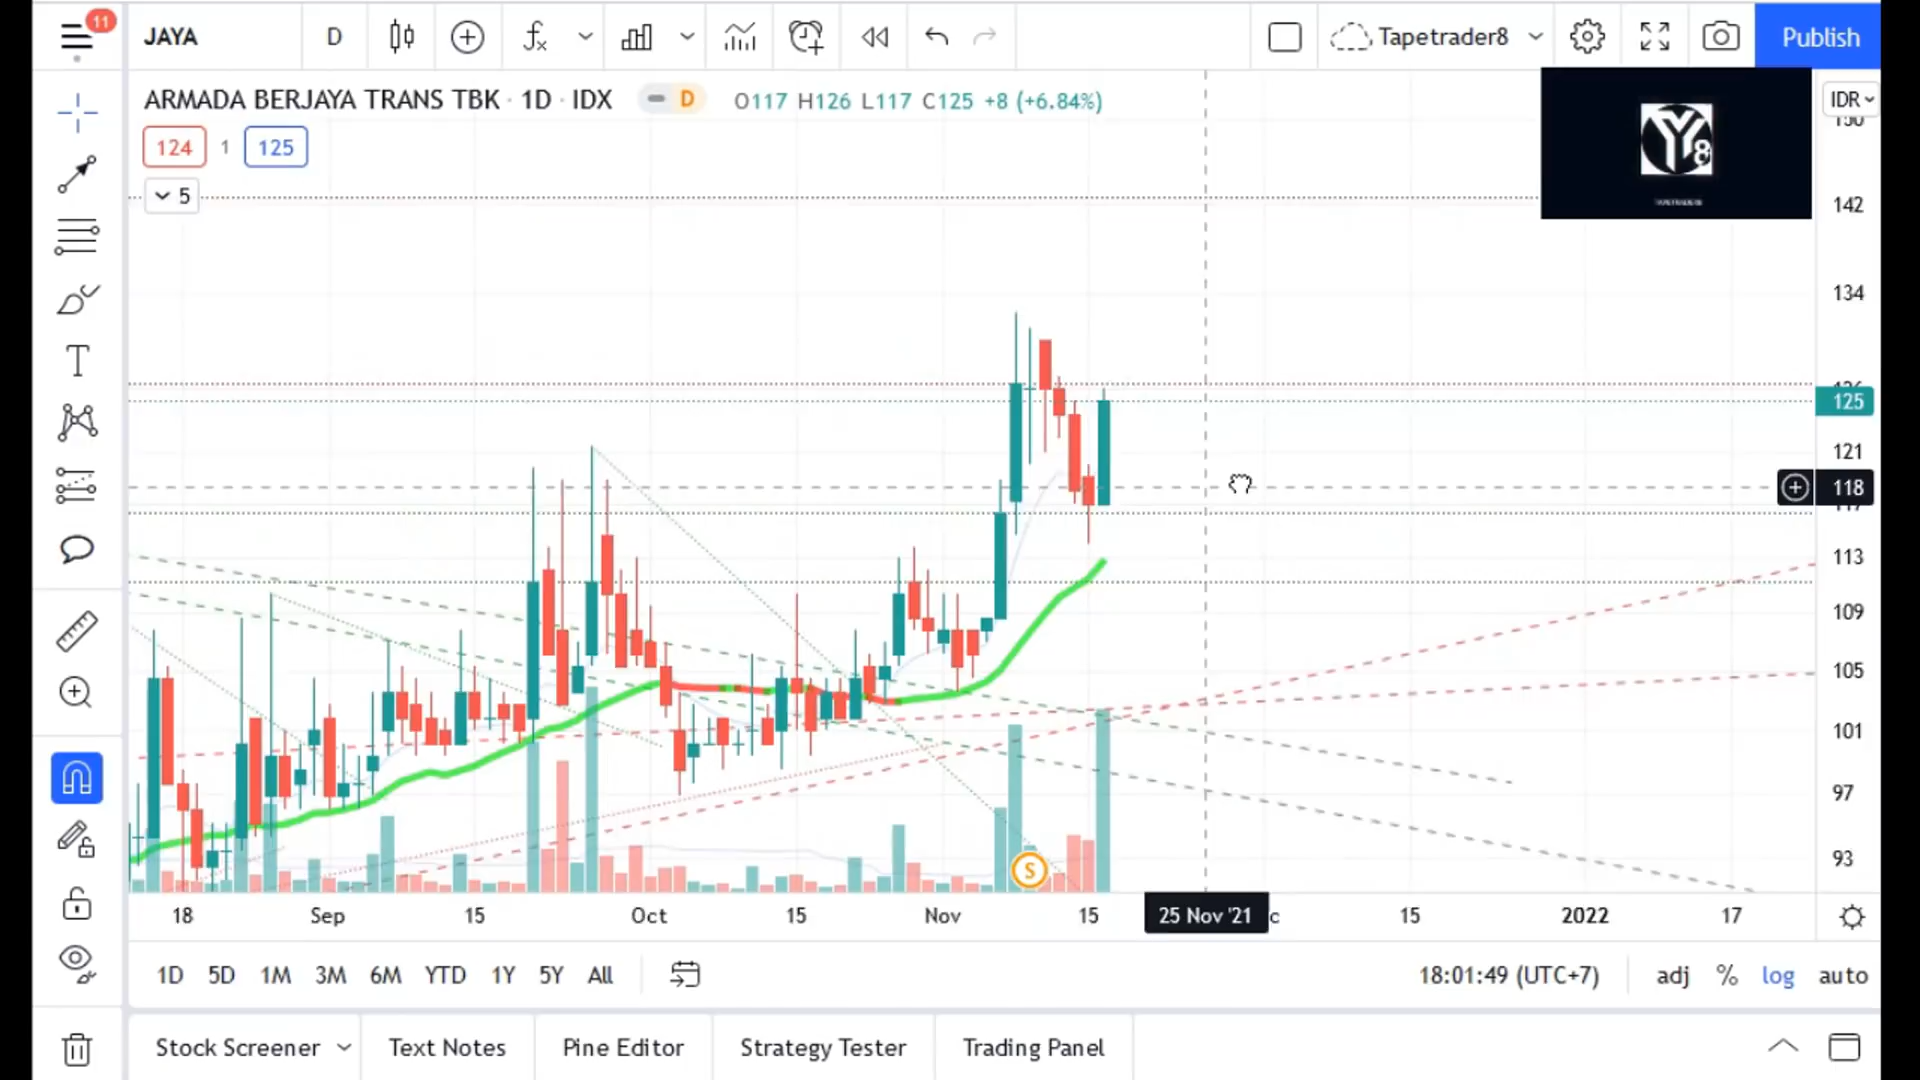 11
JAYA
D
Tapetrader8
Publish
ARMADA BERJAYA TRANS TBK · 1D · IDX
D
O117 H126 L117 C125 +8 (+6.84%)
IDR
124 1 125
5
Y8
TAPETRADER8
142
134
125
121
118
113
109
105
101
97
93
S
18 Sep 15 Oct 15 Nov 15 25 Nov '21 c 15 2022 17
1D 5D 1M 3M 6M YTD 1Y 5Y All
18:01:49 (UTC+7) adj % log auto
Stock Screener Text Notes Pine Editor Strategy Tester Trading Panel